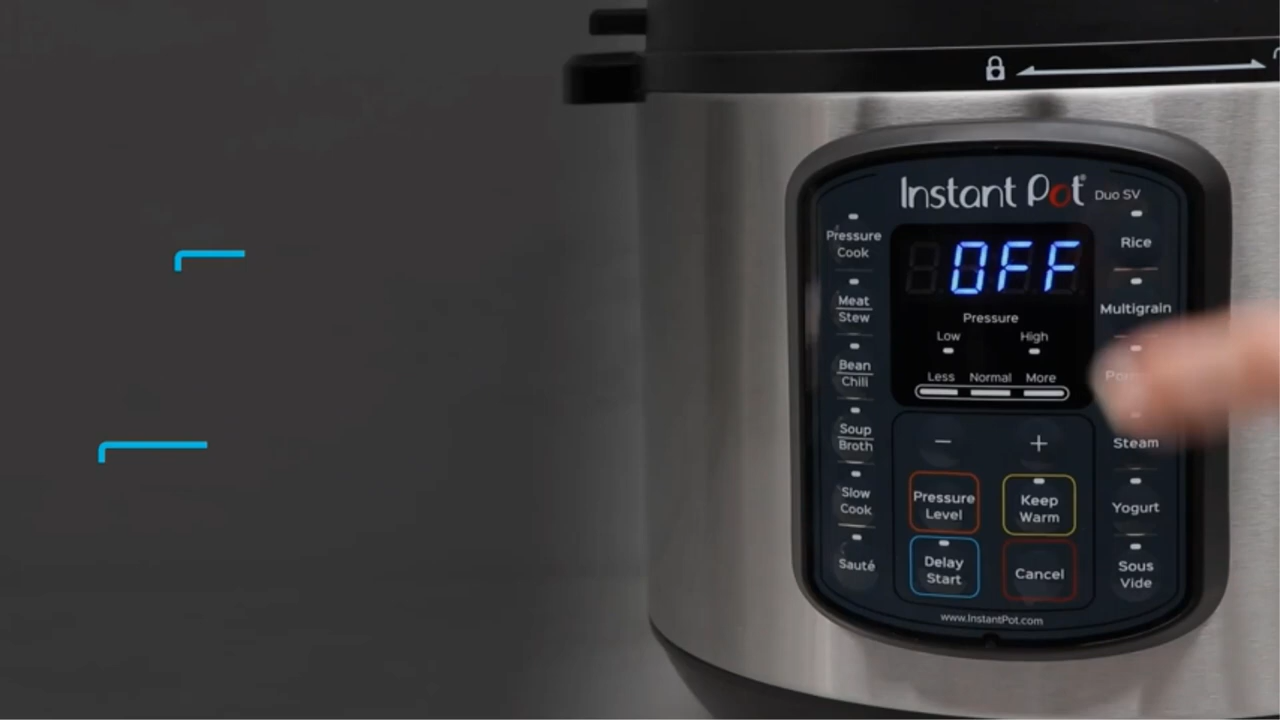 Instant Pot® Duo SV
Pressure
Cook
Meat
Stew
Bean
Chili
Soup
Broth
Slow
Cook
Sauté
OFF
Pressure
Low High
Less Normal More
− +
Pressure
Level
Keep
Warm
Delay
Start
Cancel
Rice
Multigrain
Steam
Yogurt
Sous
Vide
www.InstantPot.com